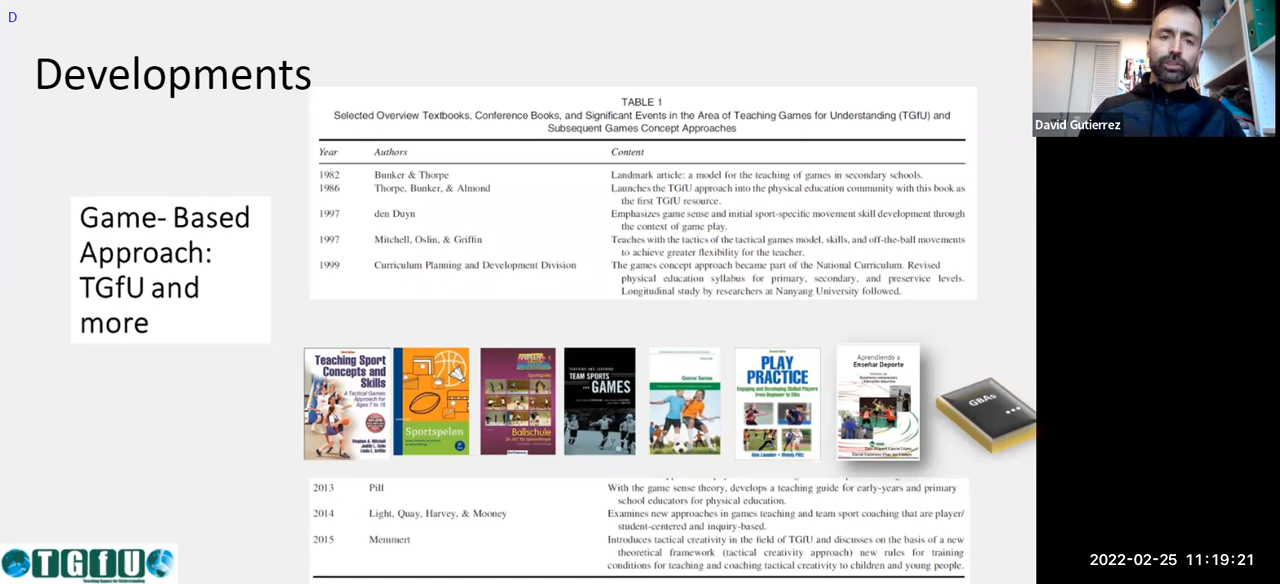 D
Developments
TABLE 1
Selected Overview Textbooks, Conference Books, and Significant Events in the Area of Teaching Games for Understanding (TGfU) and
Subsequent Games Concept Approaches
Year Authors Content
1982 Bunker & Thorpe Landmark article: a model for the teaching of games in secondary schools.
1986 Thorpe, Bunker, & Almond Launches the TGfU approach into the physical education community with this book as
the first TGfU resource.
1997 den Duyn Emphasizes game sense and initial sport-specific movement skill development through
the context of game play.
1997 Mitchell, Oslin, & Griffin Teaches with the tactics of the tactical games model, skills, and off-the-ball movements
to achieve greater flexibility for the teacher.
1999 Curriculum Planning and Development Division The games concept approach became part of the National Curriculum. Revised
physical education syllabus for primary, secondary, and preservice levels.
Longitudinal study by researchers at Nanyang University followed.
Game- Based
Approach:
TGfU and
more
Teaching Sport
Concepts and
Skills
A Tactical Games
Approach for
Ages 7 to 18
Sportspelen
Ballschule
TEAM SPORTS
GAMES
Game Sense
PLAY
PRACTICE
Engaging and Developing Skilled Players
from Beginner to Elite
Aprendiendo a
Enseñar Deporte
GBAs
...
2013 Pill With the game sense theory, develops a teaching guide for early-years and primary
school educators for physical education.
2014 Light, Quay, Harvey, & Mooney Examines new approaches in games teaching and team sport coaching that are player/
student-centered and inquiry-based.
2015 Memmert Introduces tactical creativity in the field of TGfU and discusses on the basis of a new
theoretical framework (tactical creativity approach) new rules for training
conditions for teaching and coaching tactical creativity to children and young people.
TGfU
Teaching Games for Understanding
David Gutierrez
2022-02-25 11:19:21